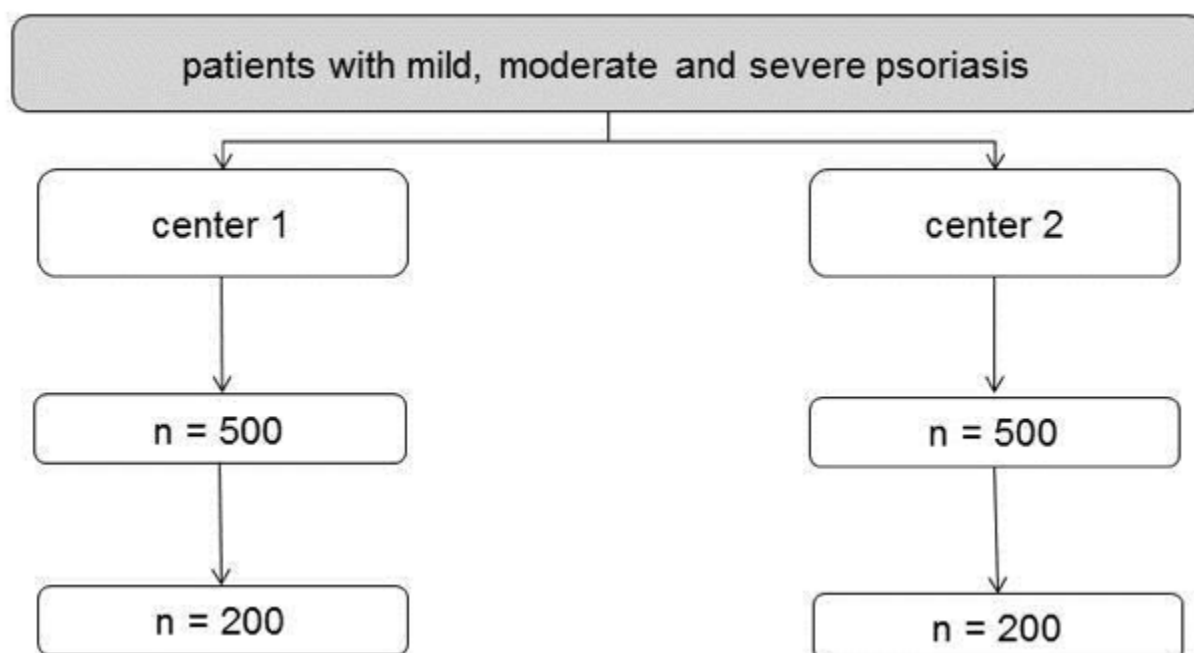 patients with mild, moderate and severe psoriasis
center 1
center 2
n = 500
n = 500
n = 200
n = 200